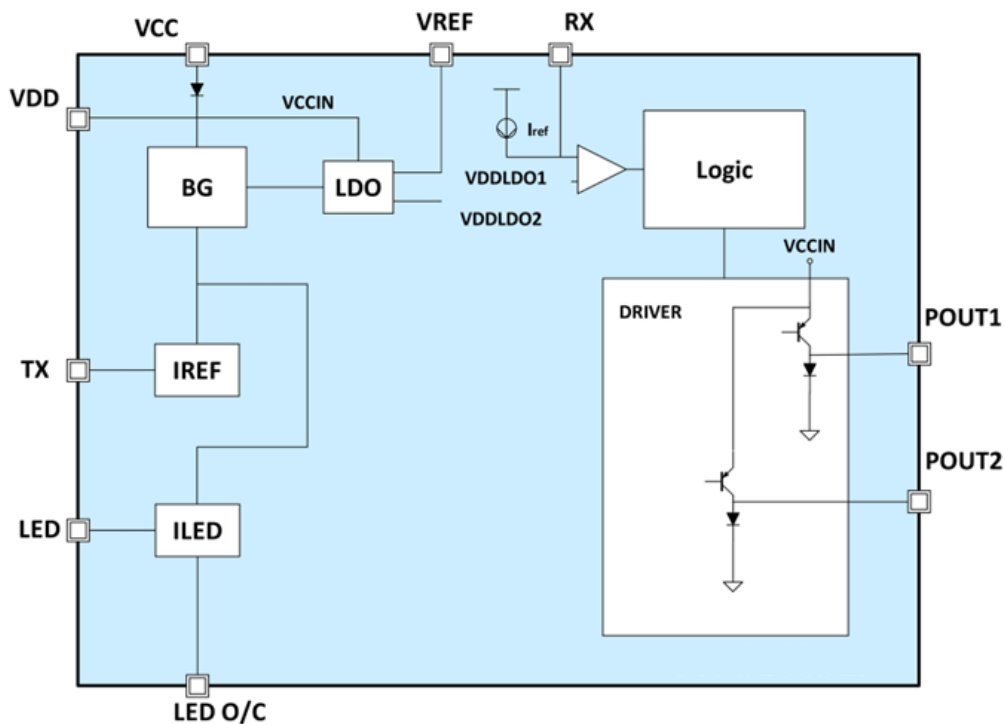 VCC
VREF
RX
VDD
VCCIN
Iref
BG
LDO
VDDLDO1
VDDLDO2
Logic
VCCIN
DRIVER
POUT1
TX
IREF
POUT2
LED
ILED
LED O/C